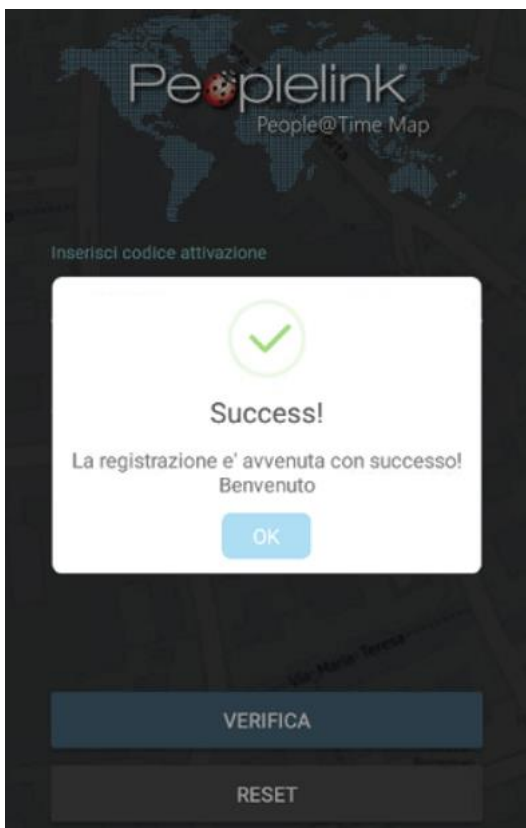 Peoplelink
People@Time Map
Inserisci codice attivazione
Success!
La registrazione e' avvenuta con successo!
Benvenuto
OK
Via Maria Teresa
VERIFICA
RESET